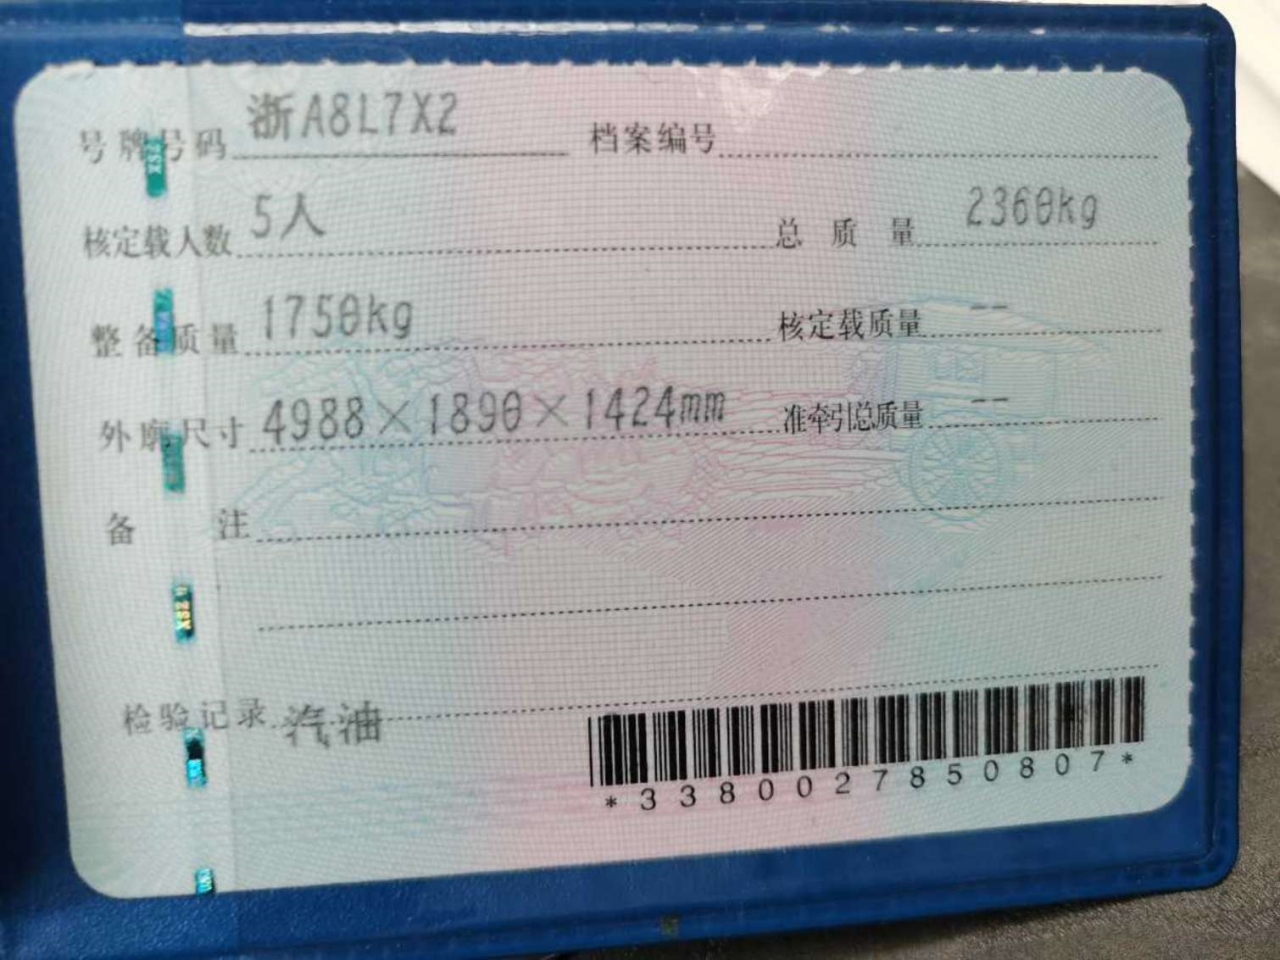 号牌号码 浙A8L7X2 档案编号
核定载人数 5人 总质量 2360kg
整备质量 1750kg 核定载质量 --
外廓尺寸 4988×1890×1424mm 准牵引总质量 --
备注
检验记录 汽油
*3380027850807*